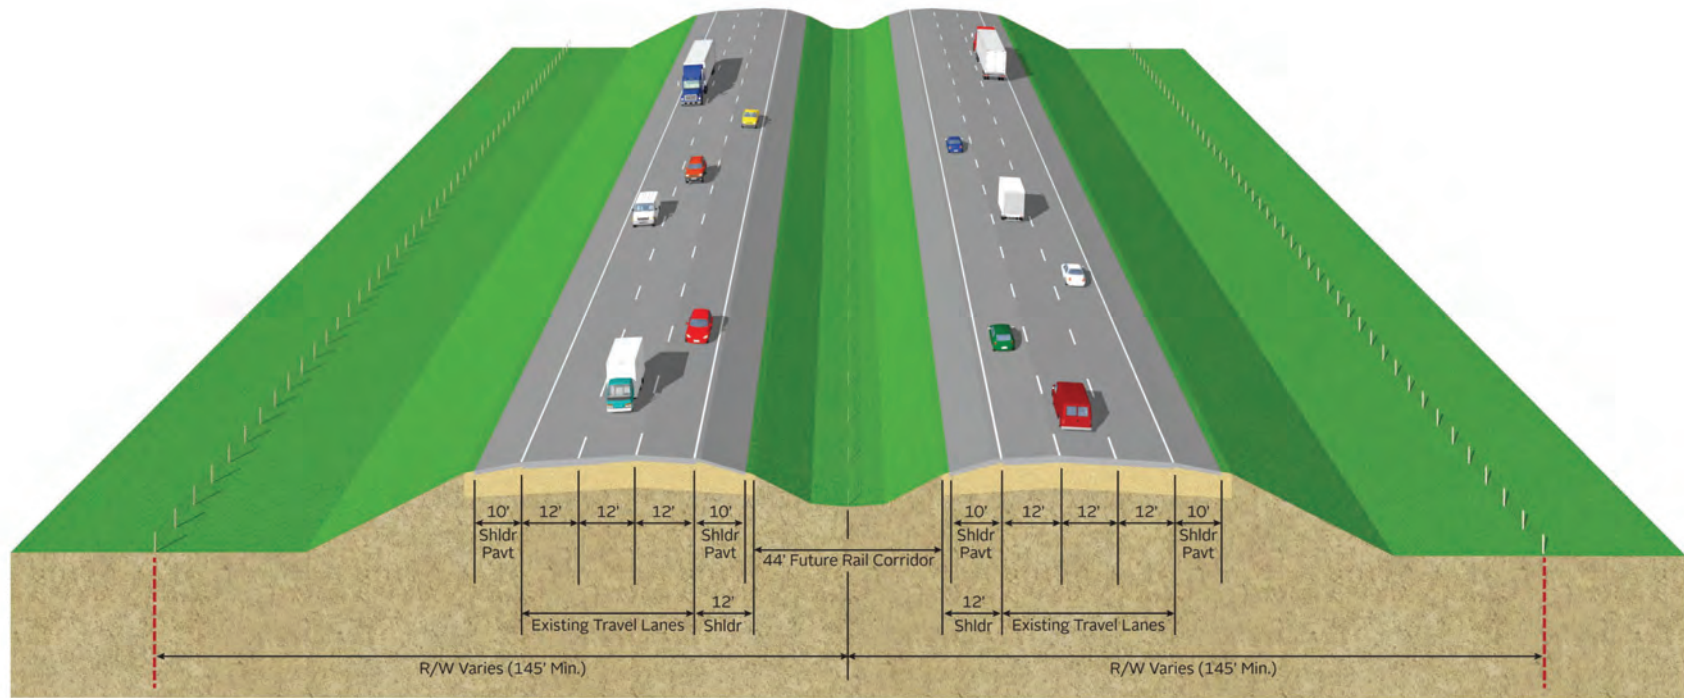 10' 12' 12' 12' 10' 10' 12' 12' 12' 10'
Shldr Shldr Shldr Shldr
Pavt Pavt Pavt Pavt
44' Future Rail Corridor
12' 12'
Existing Travel Lanes Shldr Shldr Existing Travel Lanes
R/W Varies (145' Min.) R/W Varies (145' Min.)